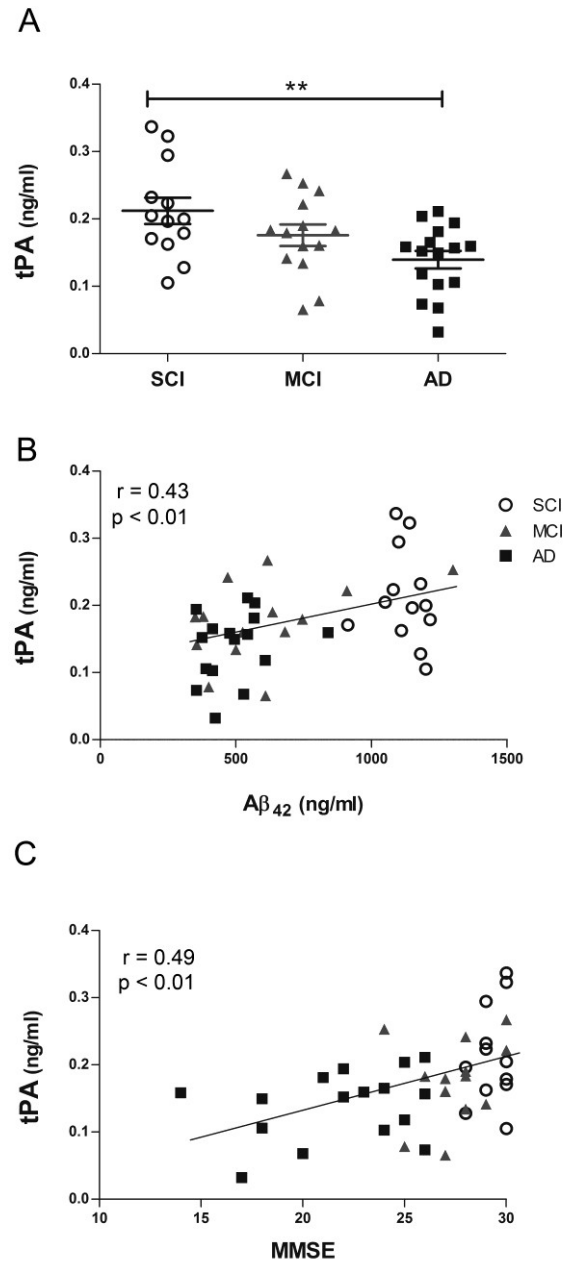 A
**
0.4
0.3
0.2
0.1
0.0
tPA (ng/ml)
SCI MCI AD
B
r = 0.43
p < 0.01
SCI
MCI
AD
0.4
0.3
0.2
0.1
0.0
tPA (ng/ml)
0 500 1000 1500
Aβ42 (ng/ml)
C
r = 0.49
p < 0.01
0.4
0.3
0.2
0.1
0.0
tPA (ng/ml)
10 15 20 25 30
MMSE